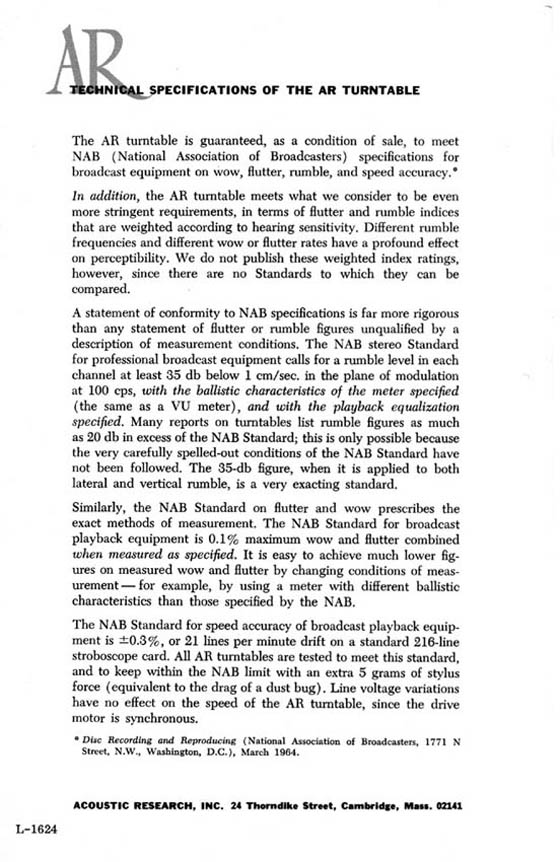 AR
TECHNICAL SPECIFICATIONS OF THE AR TURNTABLE
The AR turntable is guaranteed, as a condition of sale, to meet
NAB (National Association of Broadcasters) specifications for
broadcast equipment on wow, flutter, rumble, and speed accuracy.*
In addition, the AR turntable meets what we consider to be even
more stringent requirements, in terms of flutter and rumble indices
that are weighted according to hearing sensitivity. Different rumble
frequencies and different wow or flutter rates have a profound effect
on perceptibility. We do not publish these weighted index ratings,
however, since there are no Standards to which they can be
compared.
A statement of conformity to NAB specifications is far more rigorous
than any statement of flutter or rumble figures unqualified by a
description of measurement conditions. The NAB stereo Standard
for professional broadcast equipment calls for a rumble level in each
channel at least 35 db below 1 cm/sec. in the plane of modulation
at 100 cps, with the ballistic characteristics of the meter specified
(the same as a VU meter), and with the playback equalization
specified. Many reports on turntables list rumble figures as much
as 20 db in excess of the NAB Standard; this is only possible because
the very carefully spelled-out conditions of the NAB Standard have
not been followed. The 35-db figure, when it is applied to both
lateral and vertical rumble, is a very exacting standard.
Similarly, the NAB Standard on flutter and wow prescribes the
exact methods of measurement. The NAB Standard for broadcast
playback equipment is 0.1% maximum wow and flutter combined
when measured as specified. It is easy to achieve much lower fig-
ures on measured wow and flutter by changing conditions of meas-
urement — for example, by using a meter with different ballistic
characteristics than those specified by the NAB.
The NAB Standard for speed accuracy of broadcast playback equip-
ment is ±0.3%, or 21 lines per minute drift on a standard 216-line
stroboscope card. All AR turntables are tested to meet this standard,
and to keep within the NAB limit with an extra 5 grams of stylus
force (equivalent to the drag of a dust bug). Line voltage variations
have no effect on the speed of the AR turntable, since the drive
motor is synchronous.
* Disc Recording and Reproducing (National Association of Broadcasters, 1771 N
Street, N.W., Washington, D.C.), March 1964.
ACOUSTIC RESEARCH, INC. 24 Thorndike Street, Cambridge, Mass. 02141
L-1624